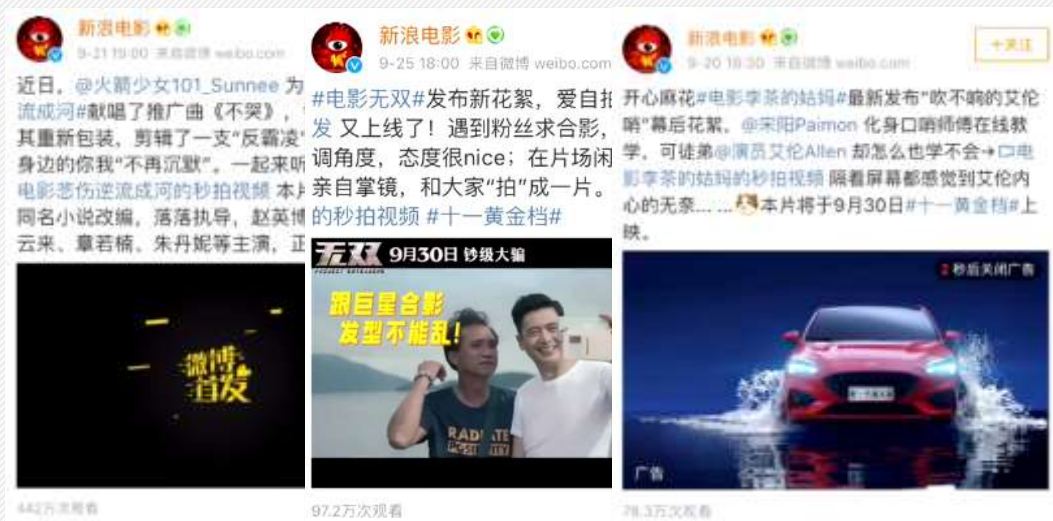 新浪电影
9-21 19:00 来自微博 weibo.com
近日，@火箭少女101_Sunnee 为
流成河#献唱了推广曲《不哭》，
其重新包装，剪辑了一支“反霸凌”
身边的你我“不再沉默”。一起来听
电影悲伤逆流成河的秒拍视频 本片
同名小说改编，落落执导，赵英博
云来、章若楠、朱丹妮等主演，正
微博
首发
442万次观看
新浪电影
9-25 18:00 来自微博 weibo.com
#电影无双#发布新花絮，爱自拍
发 又上线了！遇到粉丝求合影，
调角度，态度很nice；在片场闲
亲自掌镜，和大家“拍”成一片。
的秒拍视频 #十一黄金档#
无双 9月30日 钞级大骗
PROJECT GUTENBERG
跟巨星合影
发型不能乱！
RADIATE
POSITIVITY
97.2万次观看
新浪电影
+关注
9-20 18:30 来自微博 weibo.com
开心麻花#电影李茶的姑妈#最新发布“吹不响的艾伦
哨”幕后花絮，@宋阳Paimon 化身口哨师傅在线教
学，可徒弟@演员艾伦Allen 却怎么也学不会→电
影李茶的姑妈的秒拍视频 隔着屏幕都感觉到艾伦内
心的无奈... ...本片将于9月30日#十一黄金档#上
映。
2 秒后关闭广告
广告
78.3万次观看